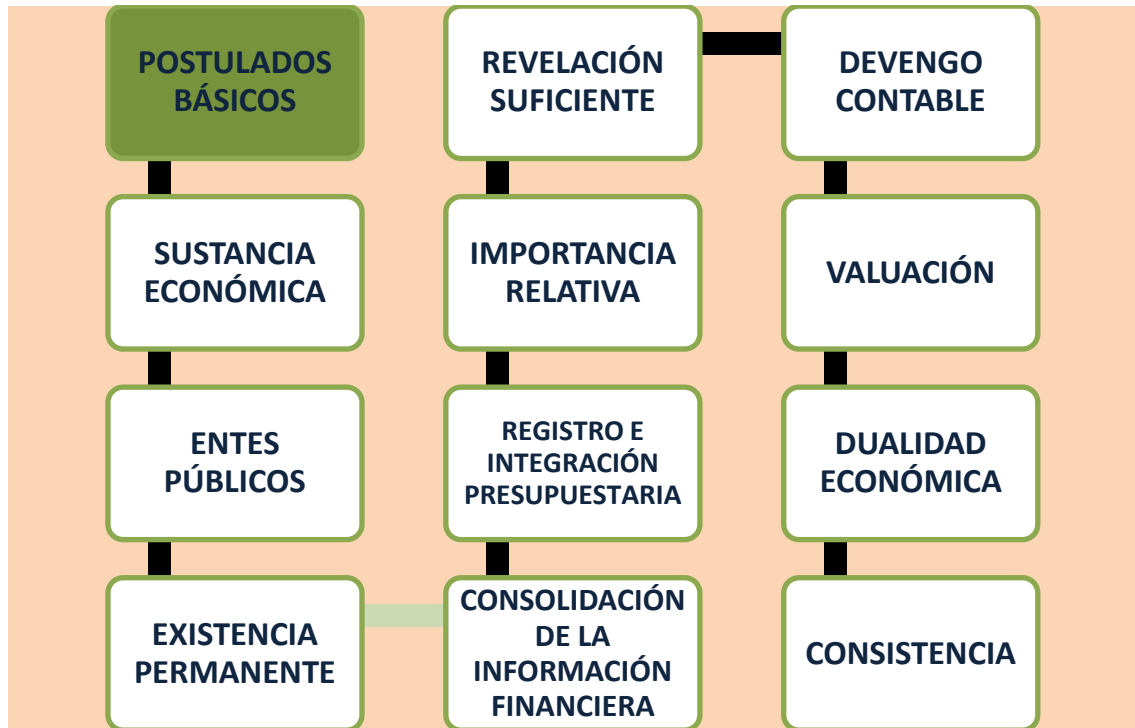 POSTULADOS
BÁSICOS
SUSTANCIA
ECONÓMICA
ENTES
PÚBLICOS
EXISTENCIA
PERMANENTE
CONSOLIDACIÓN
DE LA
INFORMACIÓN
FINANCIERA
REGISTRO E
INTEGRACIÓN
PRESUPUESTARIA
IMPORTANCIA
RELATIVA
REVELACIÓN
SUFICIENTE
DEVENGO
CONTABLE
VALUACIÓN
DUALIDAD
ECONÓMICA
CONSISTENCIA